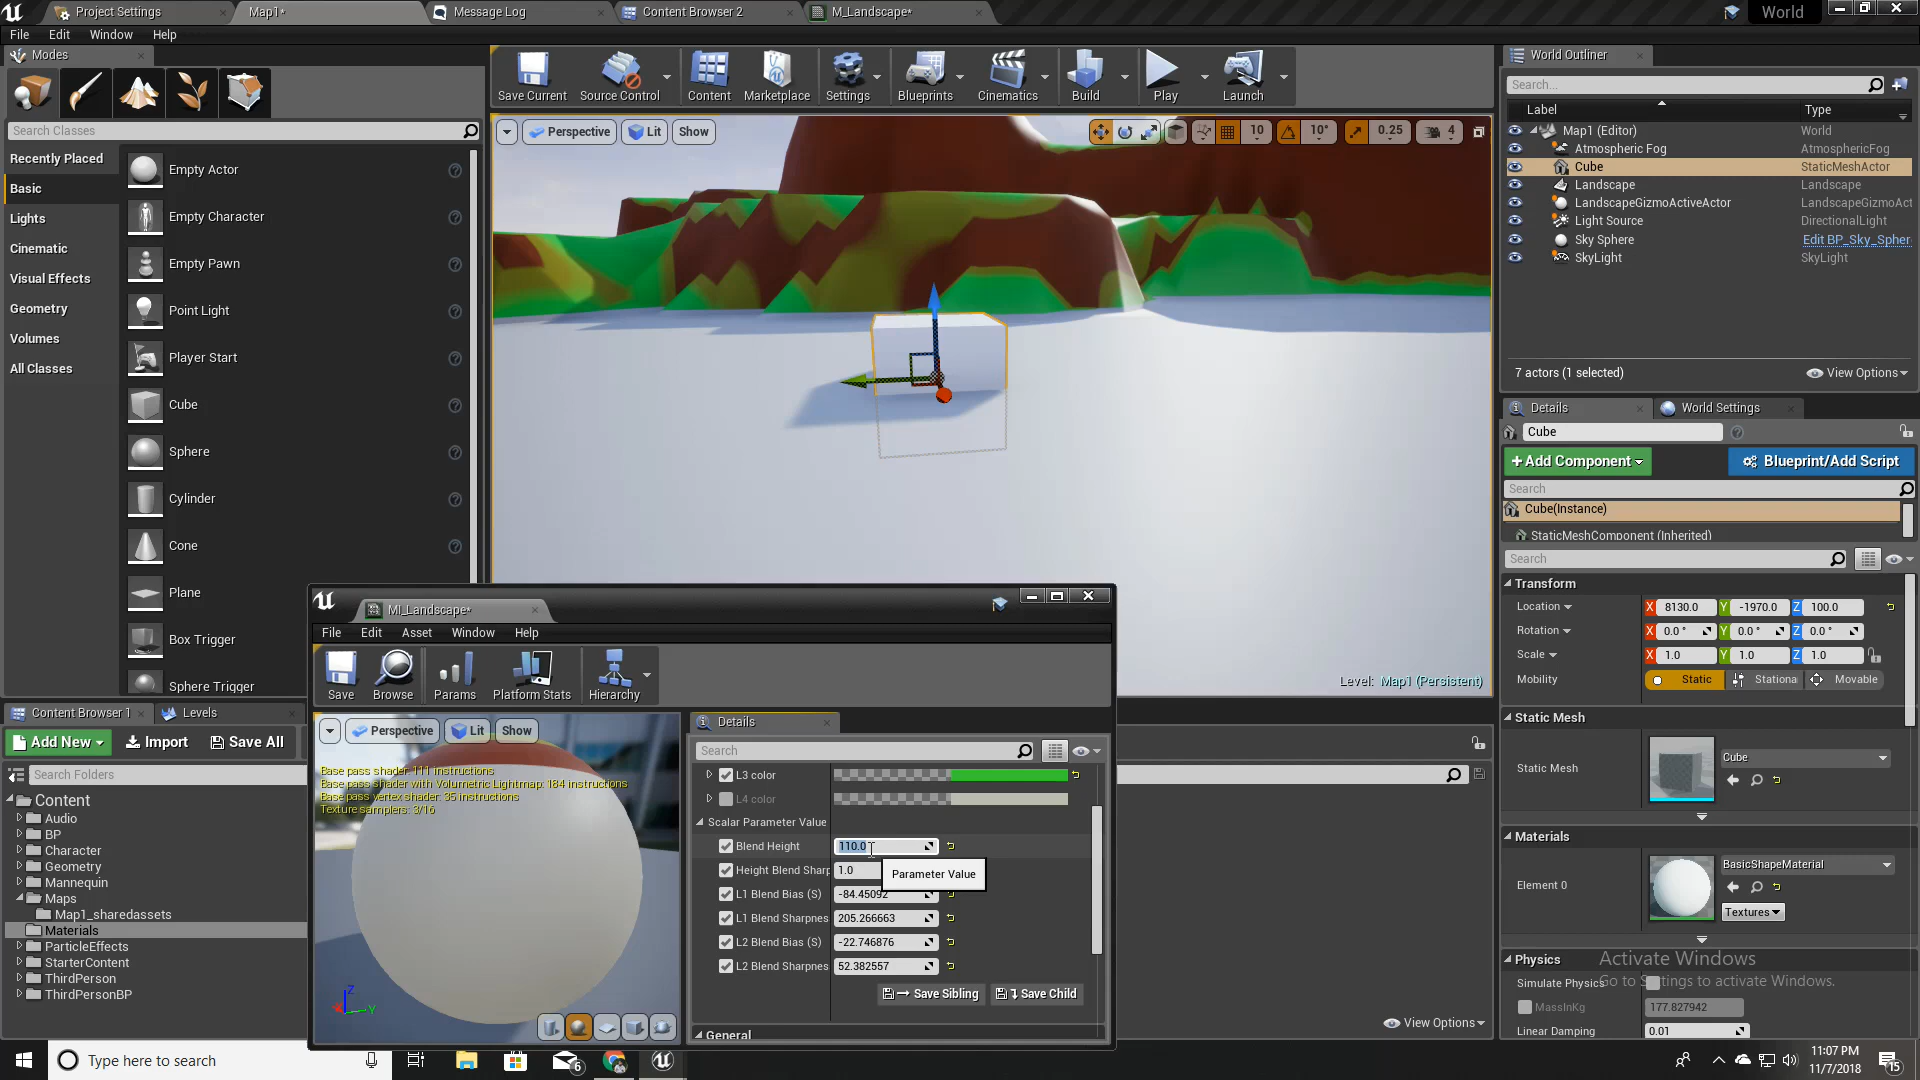 Project Settings
Map1*
Message Log
Content Browser 2
M_Landscape*
World
File
Edit
Window
Help
Modes
Search Classes
Recently Placed
Basic
Lights
Cinematic
Visual Effects
Geometry
Volumes
All Classes
Empty Actor
Empty Character
Empty Pawn
Point Light
Player Start
Cube
Sphere
Cylinder
Cone
Plane
Box Trigger
Sphere Trigger
Save Current
Source Control
Content
Marketplace
Settings
Blueprints
Cinematics
Build
Play
Launch
Perspective
Lit
Show
10
10°
0.25
4
Level: Map1 (Persistent)
World Outliner
Search...
Label
Type
Map1 (Editor)
World
Atmospheric Fog
AtmosphericFog
Cube
StaticMeshActor
Landscape
Landscape
LandscapeGizmoActiveActor
LandscapeGizmoAct
Light Source
DirectionalLight
Sky Sphere
Edit BP_Sky_Spher
SkyLight
SkyLight
7 actors (1 selected)
View Options
Details
World Settings
Cube
+Add Component
Blueprint/Add Script
Search
Cube(Instance)
StaticMeshComponent (Inherited)
Search
Transform
Location
X 8130.0
Y -1970.0
Z 100.0
Rotation
X 0.0 °
Y 0.0 °
Z 0.0 °
Scale
X 1.0
Y 1.0
Z 1.0
Mobility
Static
Stationa
Movable
Static Mesh
Static Mesh
Cube
Materials
Element 0
BasicShapeMaterial
Textures
Physics
Simulate Physics
MassInKg
177.827942
Linear Damping
0.01
Activate Windows
Go to Settings to activate Windows.
Content Browser 1
Levels
Add New
Import
Save All
Search Folders
Content
Audio
BP
Character
Geometry
Mannequin
Maps
Map1_sharedassets
Materials
ParticleEffects
StarterContent
ThirdPerson
ThirdPersonBP
View Options
MI_Landscape*
File
Edit
Asset
Window
Help
Save
Browse
Params
Platform Stats
Hierarchy
Perspective
Lit
Show
Base pass shader: 111 instructions
Base pass shader with Volumetric Lightmap: 184 instructions
Base pass vertex shader: 35 instructions
Texture samplers: 3/16
Z
Y
Details
Search
L3 color
L4 color
Scalar Parameter Value
Blend Height
110.0
Height Blend Sharp
1.0
Parameter Value
L1 Blend Bias (S)
-84.45092
L1 Blend Sharpnes
205.266663
L2 Blend Bias (S)
-22.746876
L2 Blend Sharpnes
52.382557
Save Sibling
Save Child
General
Type here to search
6
11:07 PM
11/7/2018
15